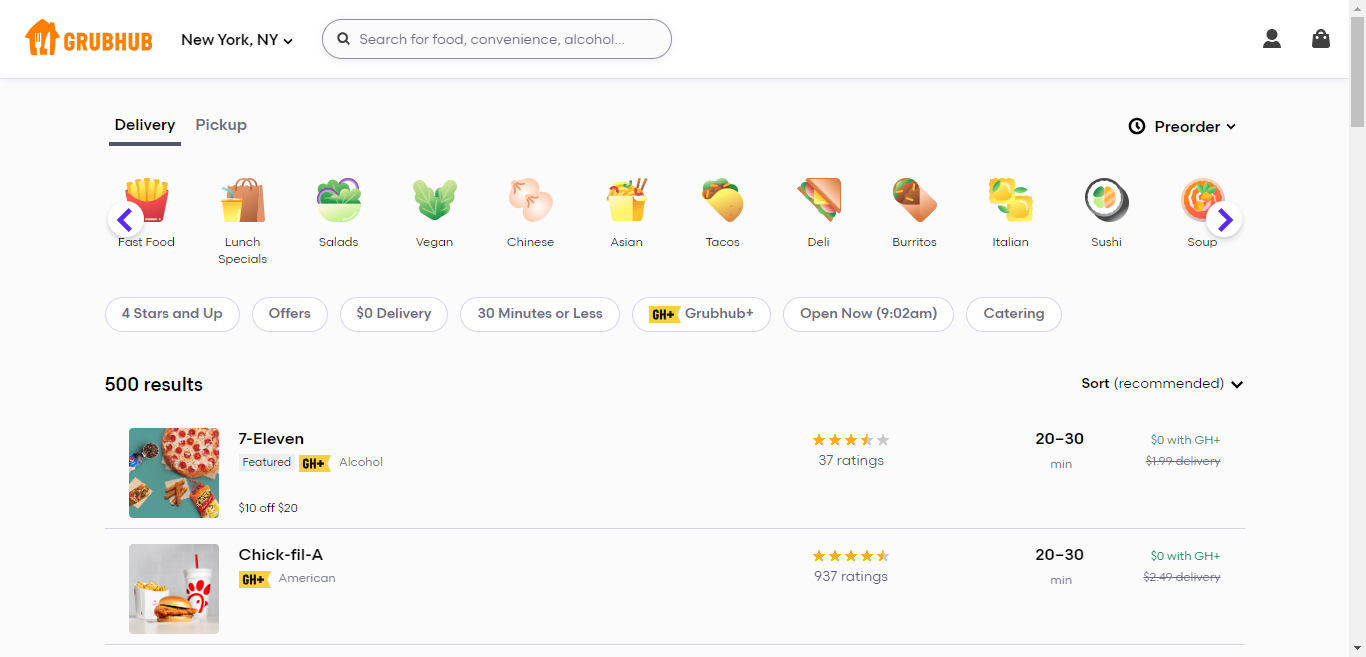 GRUBHUB
New York, NY
Search for food, convenience, alcohol...
Delivery
Pickup
Preorder
Fast Food
Lunch
Specials
Salads
Vegan
Chinese
Asian
Tacos
Deli
Burritos
Italian
Sushi
Soup
4 Stars and Up
Offers
$0 Delivery
30 Minutes or Less
GH+ Grubhub+
Open Now (9:02am)
Catering
500 results
Sort (recommended)
7-Eleven
Featured GH+ Alcohol
$10 off $20
37 ratings
20–30
min
$0 with GH+
$1.99 delivery
Chick-fil-A
GH+ American
937 ratings
20–30
min
$0 with GH+
$2.49 delivery